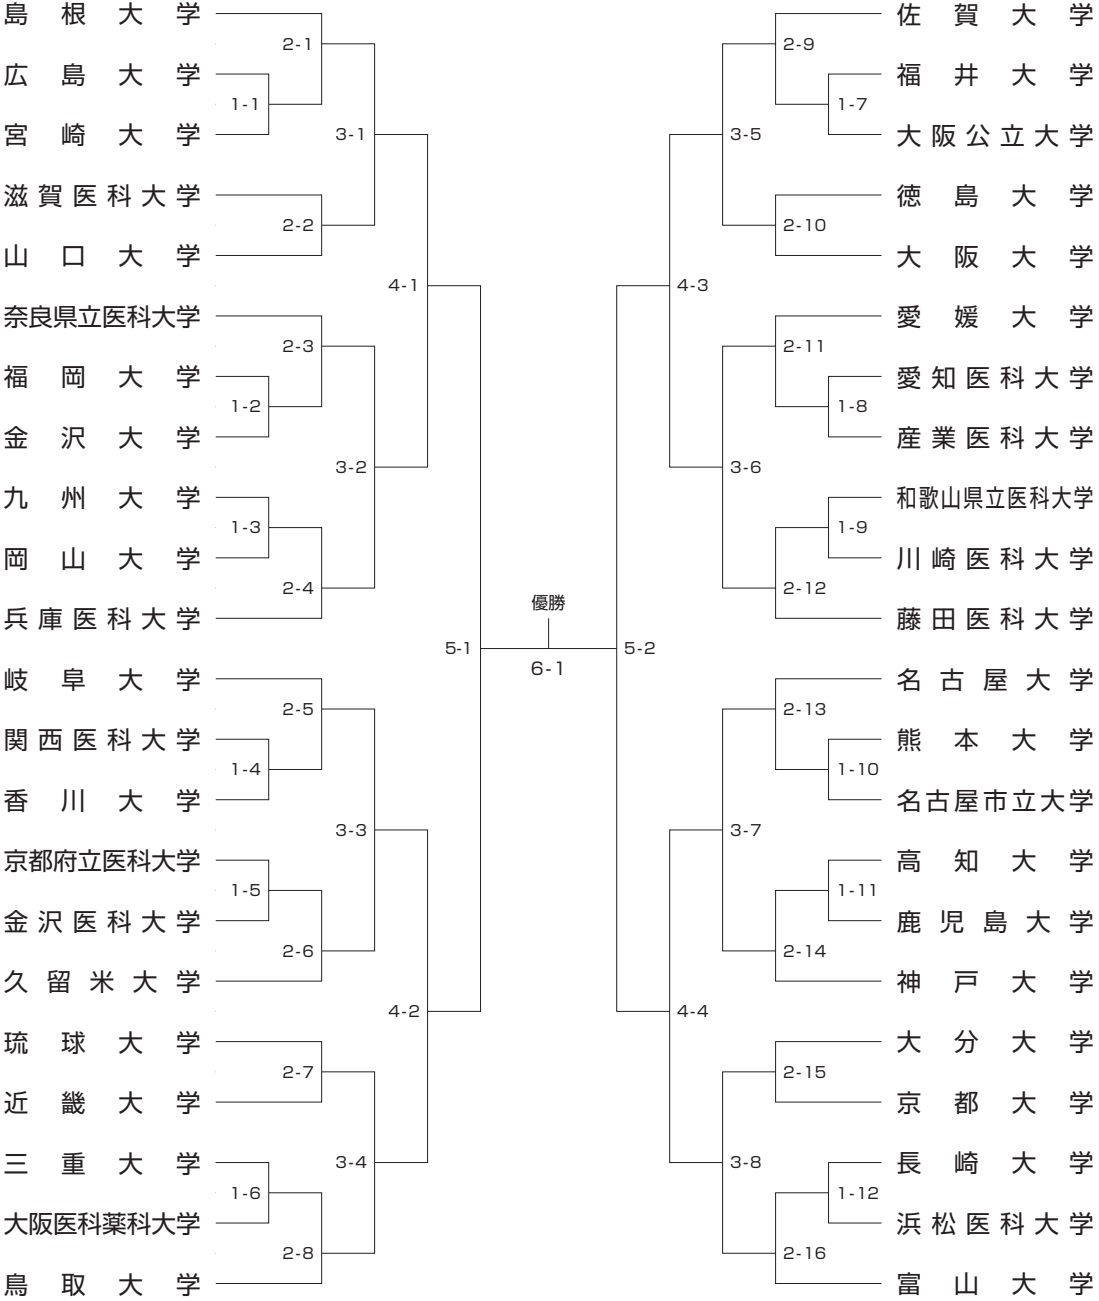 島根大学
2-1
広島大学
1-1
宮崎大学
3-1
滋賀医科大学
2-2
山口大学
4-1
奈良県立医科大学
2-3
福岡大学
1-2
金沢大学
3-2
九州大学
1-3
岡山大学
2-4
兵庫医科大学
5-1
岐阜大学
2-5
関西医科大学
1-4
香川大学
3-3
京都府立医科大学
1-5
金沢医科大学
2-6
久留米大学
4-2
琉球大学
2-7
近畿大学
三重大学
3-4
1-6
大阪医科薬科大学
2-8
鳥取大学
優勝
6-1
佐賀大学
2-9
福井大学
1-7
大阪公立大学
3-5
徳島大学
2-10
大阪大学
4-3
愛媛大学
2-11
愛知医科大学
1-8
産業医科大学
3-6
和歌山県立医科大学
1-9
川崎医科大学
2-12
藤田医科大学
5-2
名古屋大学
2-13
熊本大学
1-10
名古屋市立大学
3-7
高知大学
1-11
鹿児島大学
2-14
神戸大学
4-4
大分大学
2-15
京都大学
長崎大学
3-8
1-12
浜松医科大学
2-16
富山大学